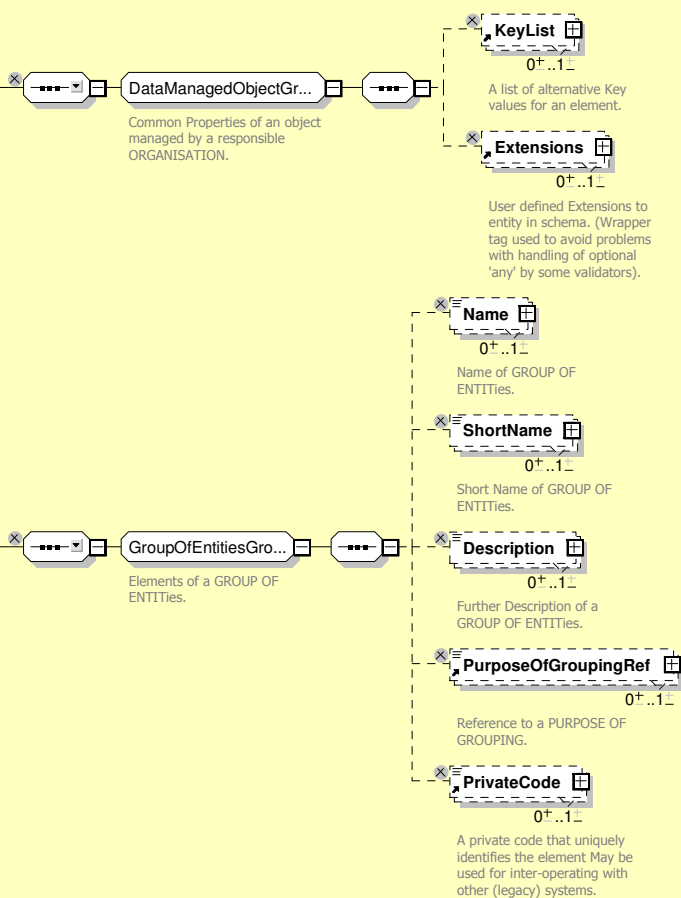 KeyList
0..1
A list of alternative Key
values for an element.
DataManagedObjectGr...
Common Properties of an object
managed by a responsible
ORGANISATION.
Extensions
0..1
User defined Extensions to
entity in schema. (Wrapper
tag used to avoid problems
with handling of optional
'any' by some validators).
Name
0..1
Name of GROUP OF
ENTITies.
ShortName
0..1
Short Name of GROUP OF
ENTITies.
GroupOfEntitiesGro...
Elements of a GROUP OF
ENTITies.
Description
0..1
Further Description of a
GROUP OF ENTITies.
PurposeOfGroupingRef
0..1
Reference to a PURPOSE OF
GROUPING.
PrivateCode
0..1
A private code that uniquely
identifies the element May be
used for inter-operating with
other (legacy) systems.